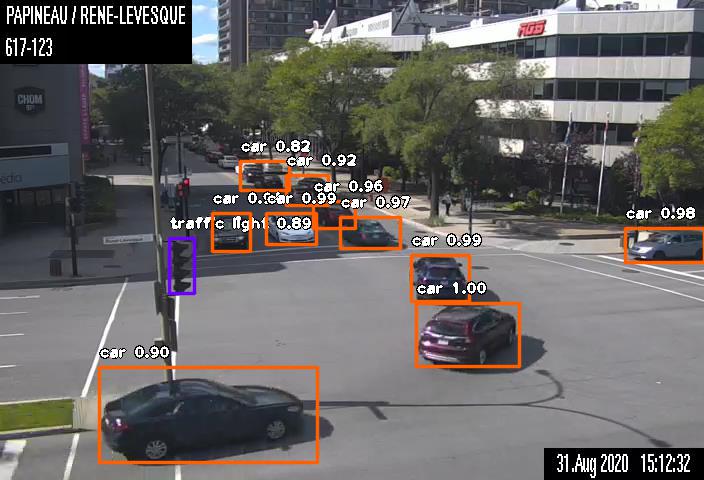 PAPINEAU / RENE-LEVESQUE
617-123
CHOM
car 0.82
car 0.92
car 0.96
car 0.99
car 0.97
traffic light 0.89
car 0.98
car 0.99
car 1.00
car 0.90
31.Aug 2020 15:12:32